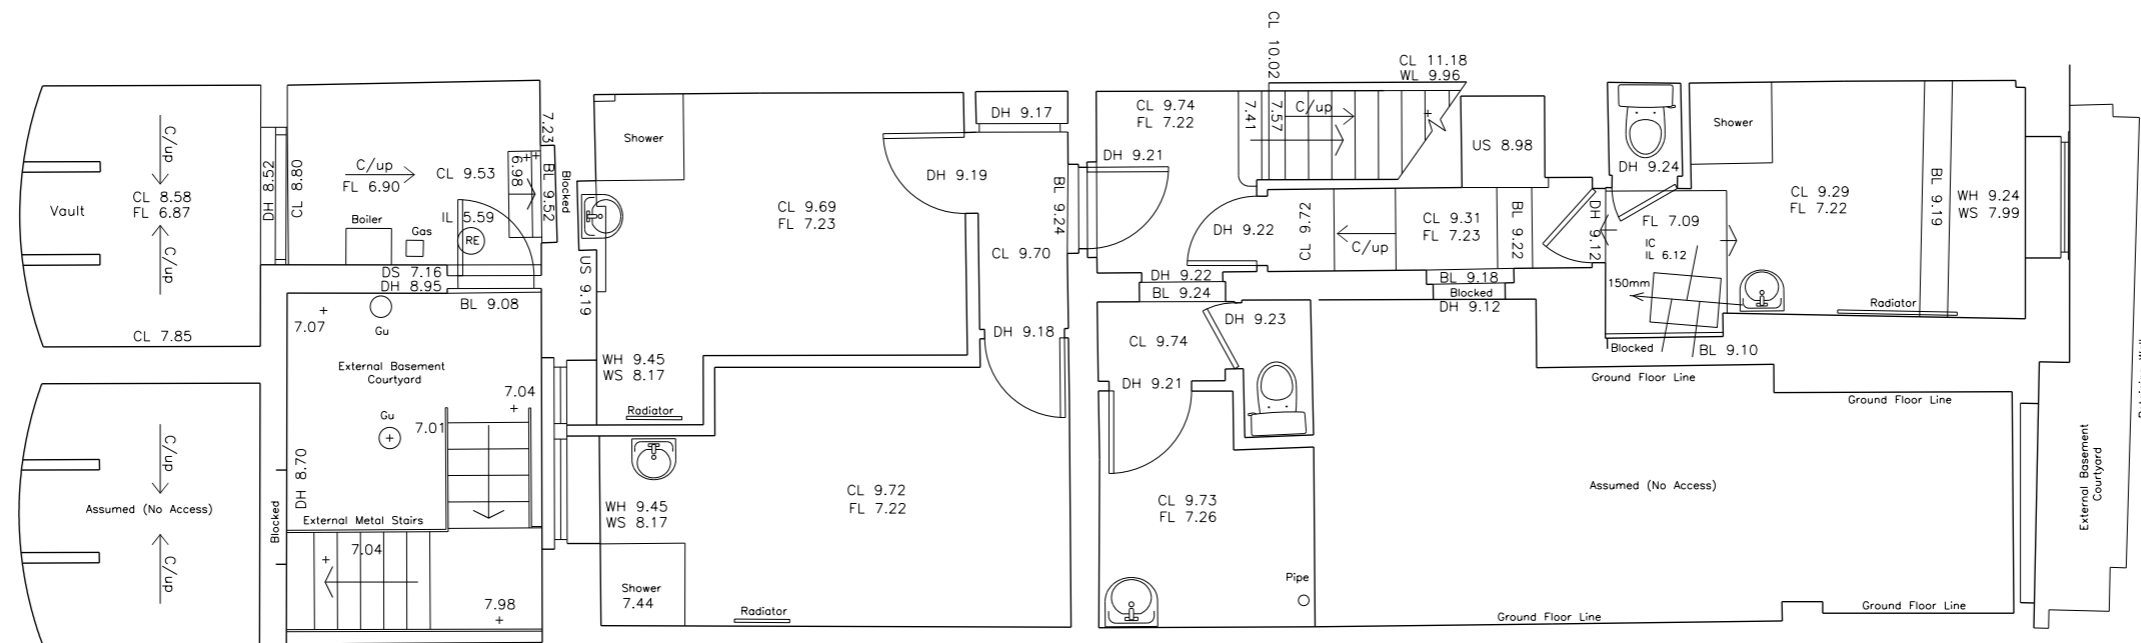 Vault
C/up
CL 8.58
FL 6.87
C/up
CL 7.85
DH 8.52
CL 8.80
C/up
FL 6.90
CL 9.53
Boiler
Gas
IL 5.59
RE
7.23
6.98
BL 9.52
Blocked
DS 7.16
DH 8.95
BL 9.08
7.07
Gu
External Basement
Courtyard
7.04
Gu
7.01
DH 8.70
External Metal Stairs
7.04
7.98
Blocked
C/up
Assumed (No Access)
C/up
Shower
US 9.19
CL 9.69
FL 7.23
WH 9.45
WS 8.17
Radiator
WH 9.45
WS 8.17
CL 9.72
FL 7.22
Shower
7.44
Radiator
DH 9.17
DH 9.19
BL 9.24
CL 9.70
DH 9.18
CL 10.02
CL 9.74
FL 7.22
DH 9.21
7.41
7.57
C/up
CL 11.18
WL 9.96
US 8.98
DH 9.22
CL 9.72
C/up
CL 9.31
FL 7.23
BL 9.22
DH 9.12
DH 9.22
BL 9.24
BL 9.18
Blocked
DH 9.12
CL 9.74
DH 9.23
DH 9.21
CL 9.73
FL 7.26
Pipe
DH 9.24
Shower
FL 7.09
IC
IL 6.12
150mm
CL 9.29
FL 7.22
BL 9.19
WH 9.24
WS 7.99
Radiator
Blocked
BL 9.10
Ground Floor Line
Ground Floor Line
Assumed (No Access)
Ground Floor Line
Ground Floor Line
External Basement
Courtyard